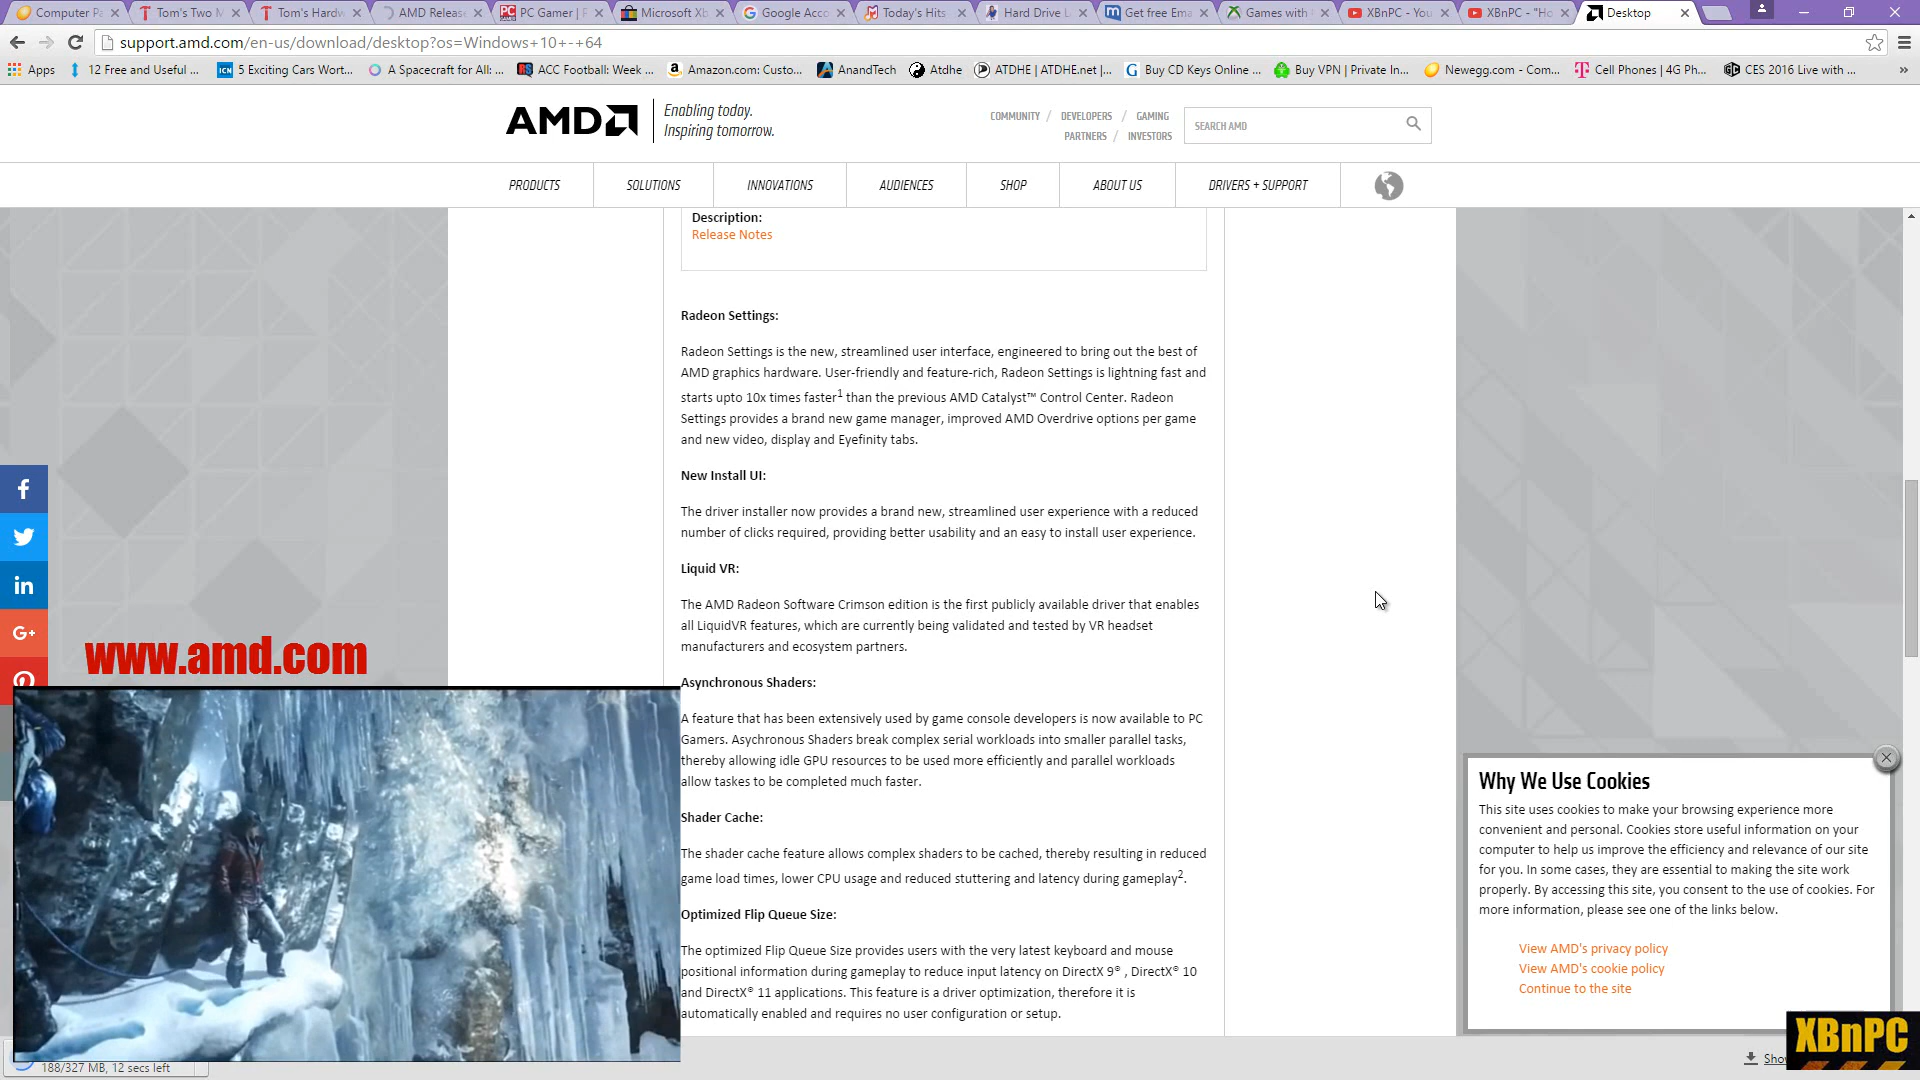 Computer Pa
Tom's Two M
Tom's Hardw
AMD Release
PC Gamer | P
Microsoft Xb
Google Acco
Today's Hits
Hard Drive L
Get free Ema
Games with
XBnPC - You
XBnPC - "Ho
Desktop
support.amd.com/en-us/download/desktop?os=Windows+10+-+64
Apps
12 Free and Useful ...
5 Exciting Cars Wort...
A Spacecraft for All: ...
ACC Football: Week ...
Amazon.com: Custo...
AnandTech
Atdhe
ATDHE | ATDHE.net |...
Buy CD Keys Online ...
Buy VPN | Private In...
Newegg.com - Com...
Cell Phones | 4G Ph...
CES 2016 Live with ...
AMD
Enabling today.
Inspiring tomorrow.
COMMUNITY / DEVELOPERS / GAMING
PARTNERS / INVESTORS
SEARCH AMD
PRODUCTS
SOLUTIONS
INNOVATIONS
AUDIENCES
SHOP
ABOUT US
DRIVERS + SUPPORT
Description:
Release Notes
Radeon Settings:
Radeon Settings is the new, streamlined user interface, engineered to bring out the best of
AMD graphics hardware. User-friendly and feature-rich, Radeon Settings is lightning fast and
starts upto 10x times faster¹ than the previous AMD Catalyst™ Control Center. Radeon
Settings provides a brand new game manager, improved AMD Overdrive options per game
and new video, display and Eyefinity tabs.
New Install UI:
The driver installer now provides a brand new, streamlined user experience with a reduced
number of clicks required, providing better usability and an easy to install user experience.
Liquid VR:
The AMD Radeon Software Crimson edition is the first publicly available driver that enables
all LiquidVR features, which are currently being validated and tested by VR headset
manufacturers and ecosystem partners.
Asynchronous Shaders:
A feature that has been extensively used by game console developers is now available to PC
Gamers. Asychronous Shaders break complex serial workloads into smaller parallel tasks,
thereby allowing idle GPU resources to be used more efficiently and parallel workloads
allow taskes to be completed much faster.
Shader Cache:
The shader cache feature allows complex shaders to be cached, thereby resulting in reduced
game load times, lower CPU usage and reduced stuttering and latency during gameplay².
Optimized Flip Queue Size:
The optimized Flip Queue Size provides users with the very latest keyboard and mouse
positional information during gameplay to reduce input latency on DirectX 9® , DirectX® 10
and DirectX® 11 applications. This feature is a driver optimization, therefore it is
automatically enabled and requires no user configuration or setup.
www.amd.com
Why We Use Cookies
This site uses cookies to make your browsing experience more
convenient and personal. Cookies store useful information on your
computer to help us improve the efficiency and relevance of our site
for you. In some cases, they are essential to making the site work
properly. By accessing this site, you consent to the use of cookies. For
more information, please see one of the links below.
View AMD's privacy policy
View AMD's cookie policy
Continue to the site
188/327 MB, 12 secs left
Show
XBnPC